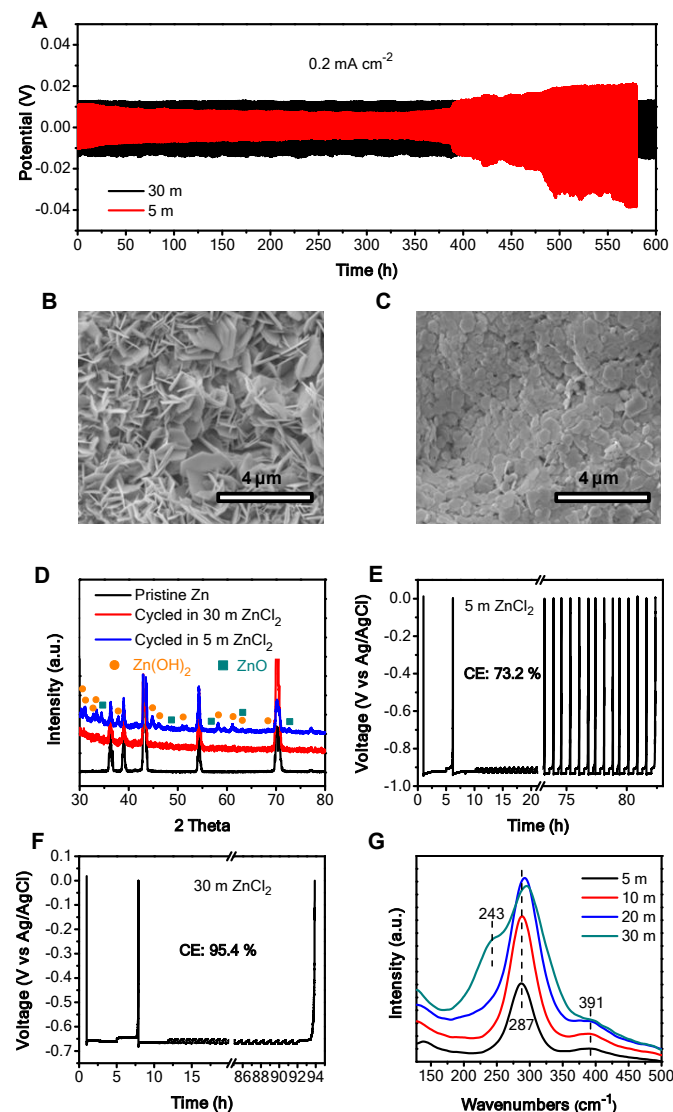 A
0.04
0.02
0.00
-0.02
-0.04
Potential (V)
0.2 mA cm-2
30 m
5 m
0 50 100 150 200 250 300 350 400 450 500 550 600
Time (h)
B
4 μm
C
4 μm
D
Pristine Zn
Cycled in 30 m ZnCl2
Cycled in 5 m ZnCl2
Zn(OH)2
ZnO
Intensity (a.u.)
30 40 50 60 70 80
2 Theta
E
0.0
-0.2
-0.4
-0.6
-0.8
-1.0
Voltage (V vs Ag/AgCl)
5 m ZnCl2
CE: 73.2 %
0 5 10 15 20 75 80
Time (h)
F
0.1
0.0
-0.1
-0.2
-0.3
-0.4
-0.5
-0.6
-0.7
Voltage (V vs Ag/AgCl)
30 m ZnCl2
CE: 95.4 %
0 5 10 15 86 88 90 92 94
Time (h)
G
5 m
10 m
20 m
30 m
243
287
391
Intensity (a.u.)
150 200 250 300 350 400 450 500
Wavenumbers (cm-1)